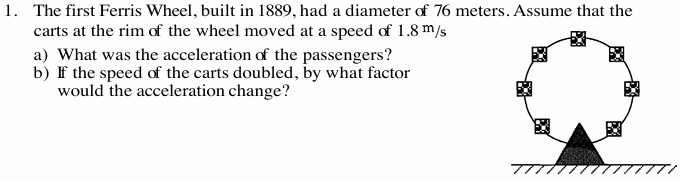 1. The first Ferris Wheel, built in 1889, had a diameter of 76 meters. Assume that the
carts at the rim of the wheel moved at a speed of 1.8 m/s
a) What was the acceleration of the passengers?
b) If the speed of the carts doubled, by what factor
would the acceleration change?